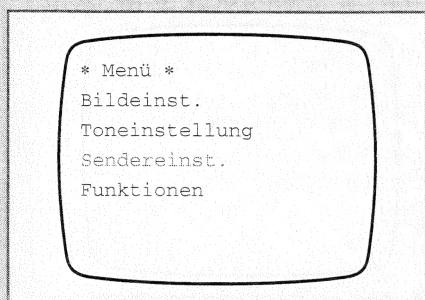 * Menü *
Bildeinst.
Toneinstellung
Sendereinst.
Funktionen